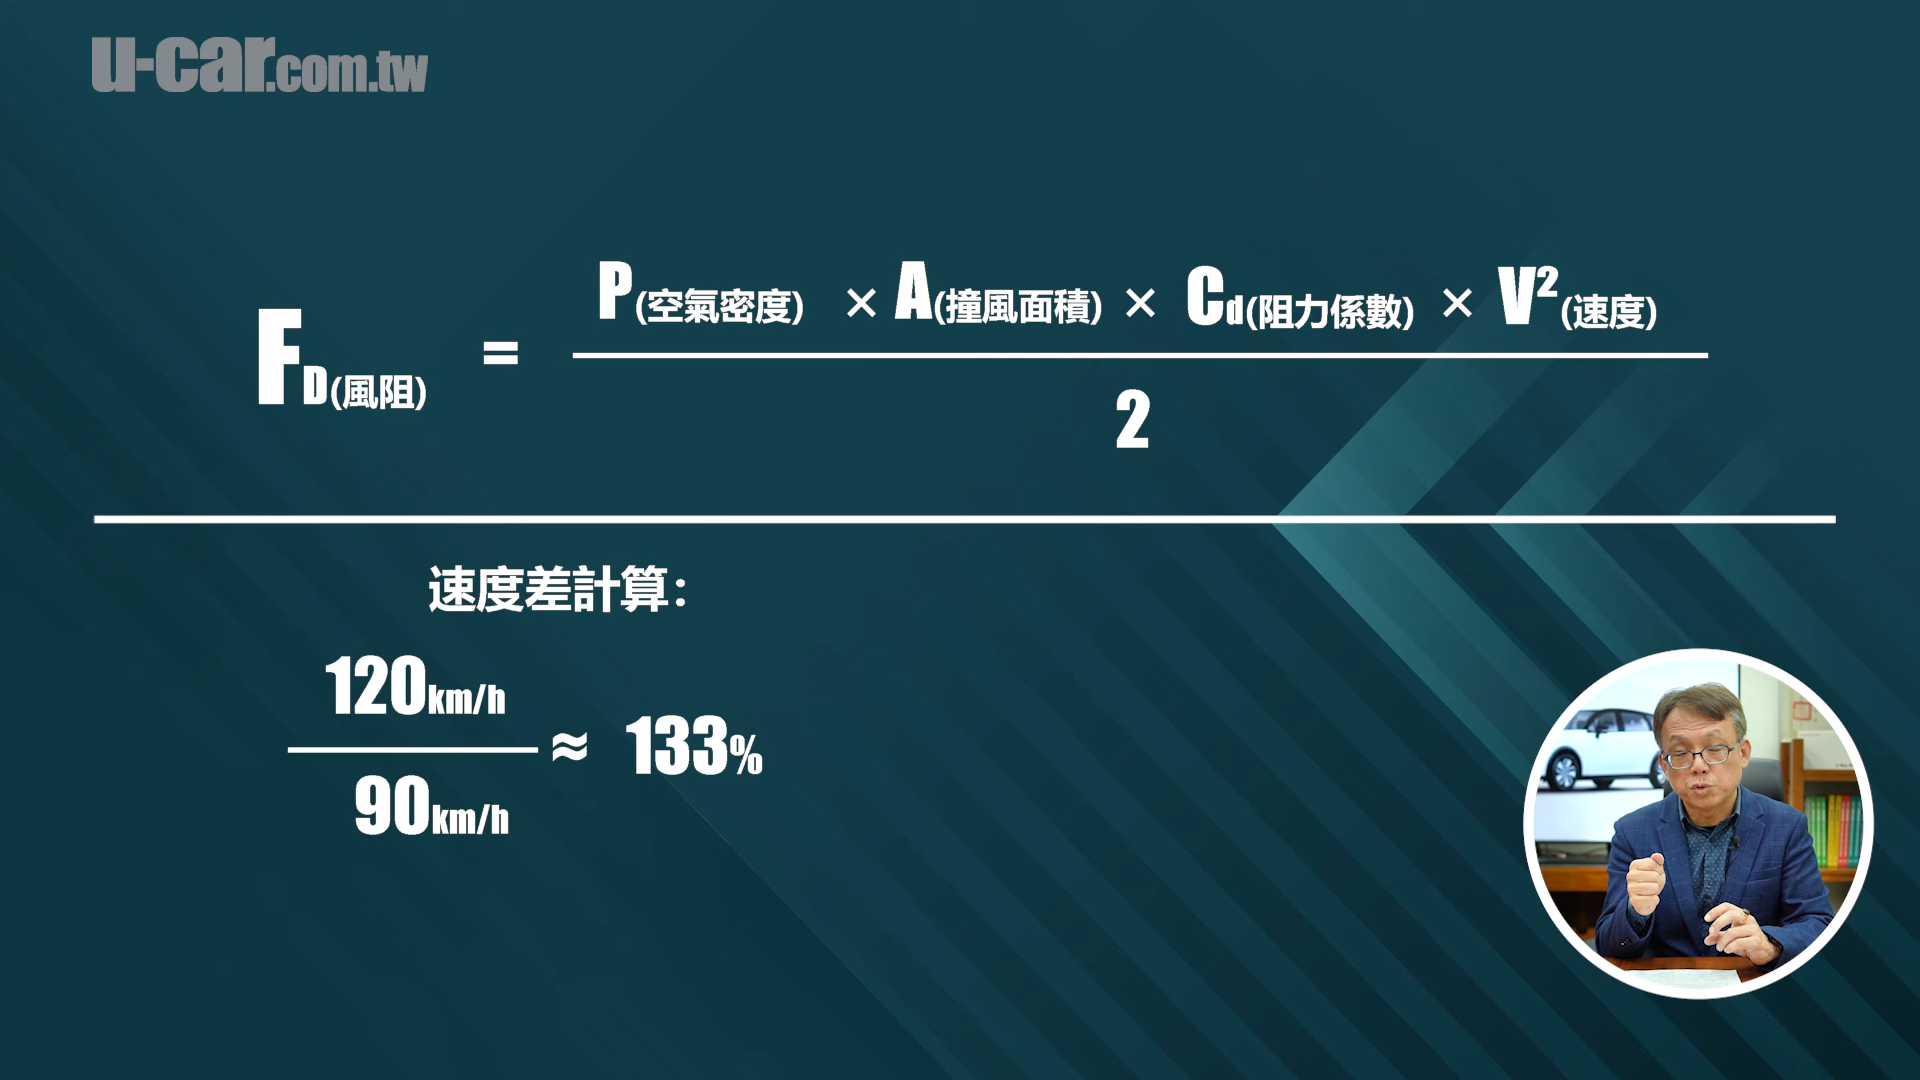 u-car.com.tw
P(空氣密度) × A(撞風面積) × Cd(阻力係數) × V²(速度)
FD(風阻) =
2
速度差計算：
120km/h
≈ 133%
90km/h